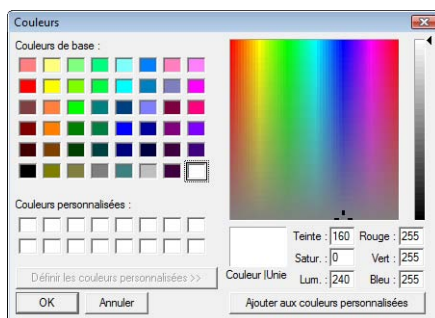 Couleurs
Couleurs de base :
Couleurs personnalisées :
Définir les couleurs personnalisées >>
OK
Annuler
Couleur |Unie
Teinte : 160
Rouge : 255
Satur. : 0
Vert : 255
Lum. : 240
Bleu : 255
Ajouter aux couleurs personnalisées